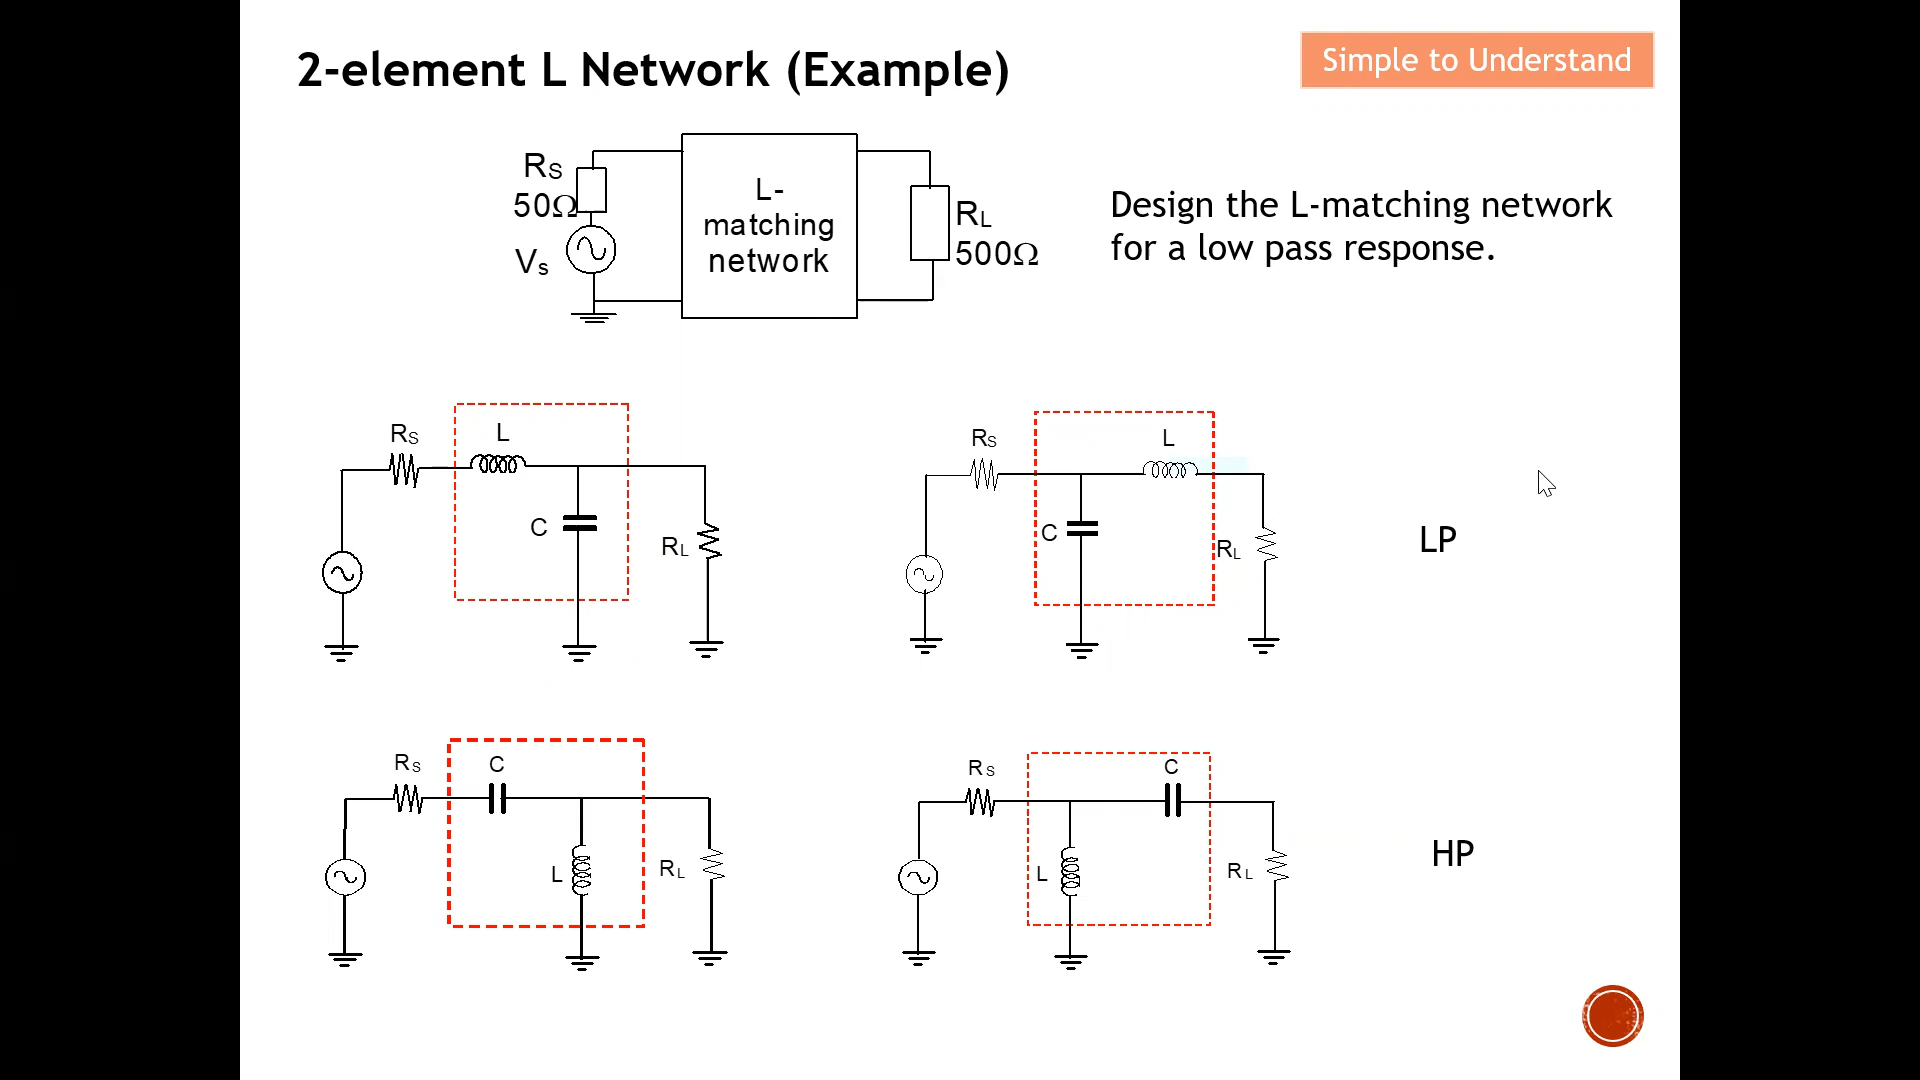 2-element L Network (Example)
Simple to Understand
RS
50Ω
Vs
L-
matching
network
RL
500Ω
Design the L-matching network
for a low pass response.
RS
L
C
RL
RS
L
C
RL
LP
RS
C
L
RL
RS
C
L
RL
HP